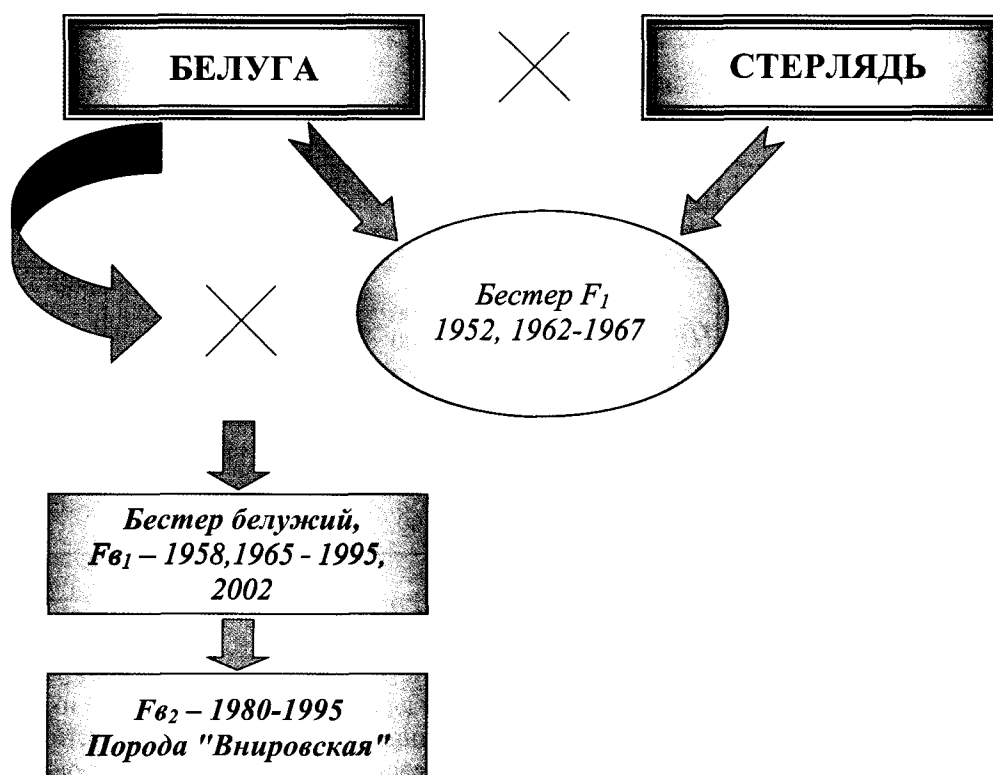 БЕЛУГА
СТЕРЛЯДЬ
Бестер F₁
1952, 1962-1967
Бестер белужий,
Fв₁ – 1958,1965 - 1995,
2002
Fв₂ – 1980-1995
Порода "Внировская"